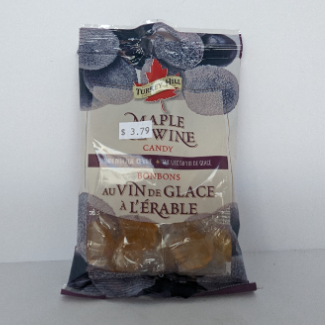 TURKEY HILL
MAPLE
WINE
CANDY
$ 3.79
BONBONS
AU VIN DE GLACE
À L'ÉRABLE